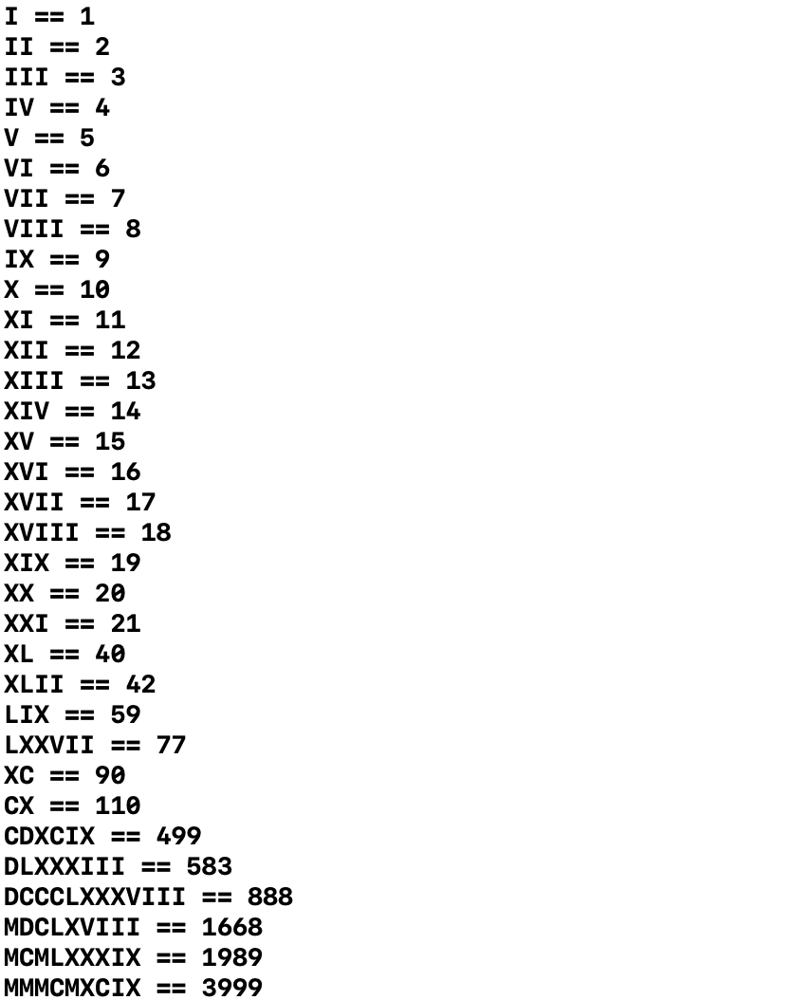 I == 1
II == 2
III == 3
IV == 4
V == 5
VI == 6
VII == 7
VIII == 8
IX == 9
X == 10
XI == 11
XII == 12
XIII == 13
XIV == 14
XV == 15
XVI == 16
XVII == 17
XVIII == 18
XIX == 19
XX == 20
XXI == 21
XL == 40
XLII == 42
LIX == 59
LXXVII == 77
XC == 90
CX == 110
CDXCIX == 499
DLXXXIII == 583
DCCCLXXXVIII == 888
MDCLXVIII == 1668
MCMLXXXIX == 1989
MMMCMXCIX == 3999